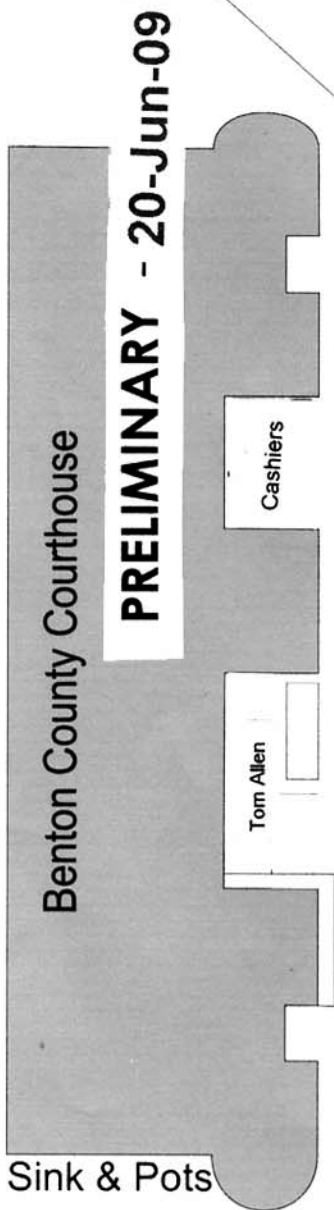 Benton County Courthouse
PRELIMINARY - 20-Jun-09
Cashiers
Tom Allen
Sink & Pots